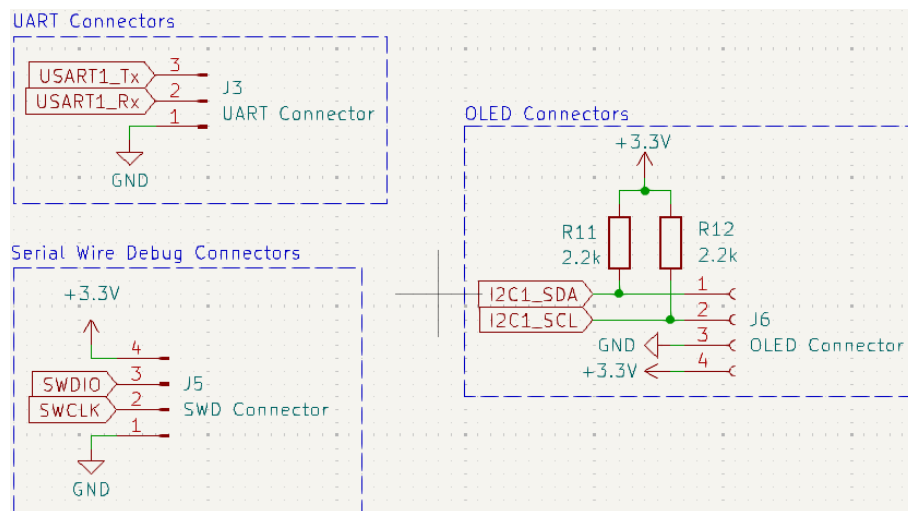 UART Connectors
USART1_Tx 3
USART1_Rx 2
1
J3
UART Connector
GND
OLED Connectors
+3.3V
R11
2.2k
R12
2.2k
I2C1_SDA 1
I2C1_SCL 2
GND 3
+3.3V 4
J6
OLED Connector
Serial Wire Debug Connectors
+3.3V
4
SWDIO 3
SWCLK 2
1
J5
SWD Connector
GND